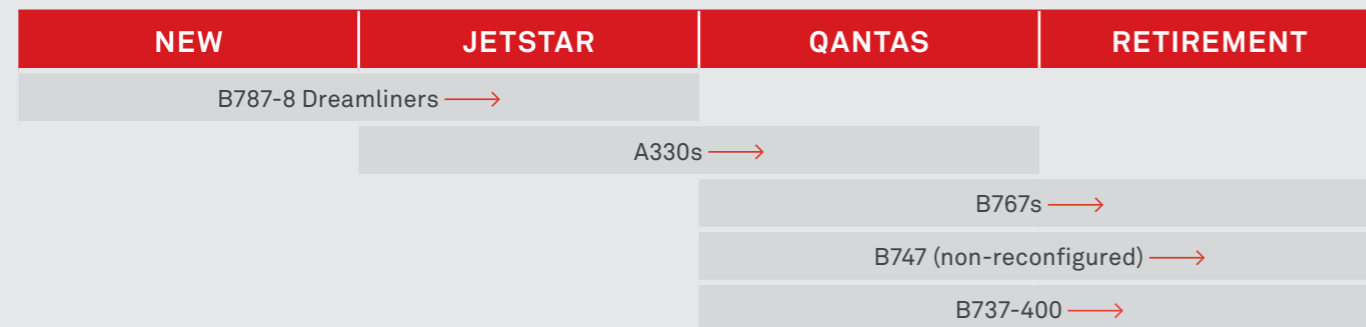 NEW JETSTAR QANTAS RETIREMENT
B787-8 Dreamliners
A330s
B767s
B747 (non-reconfigured)
B737-400